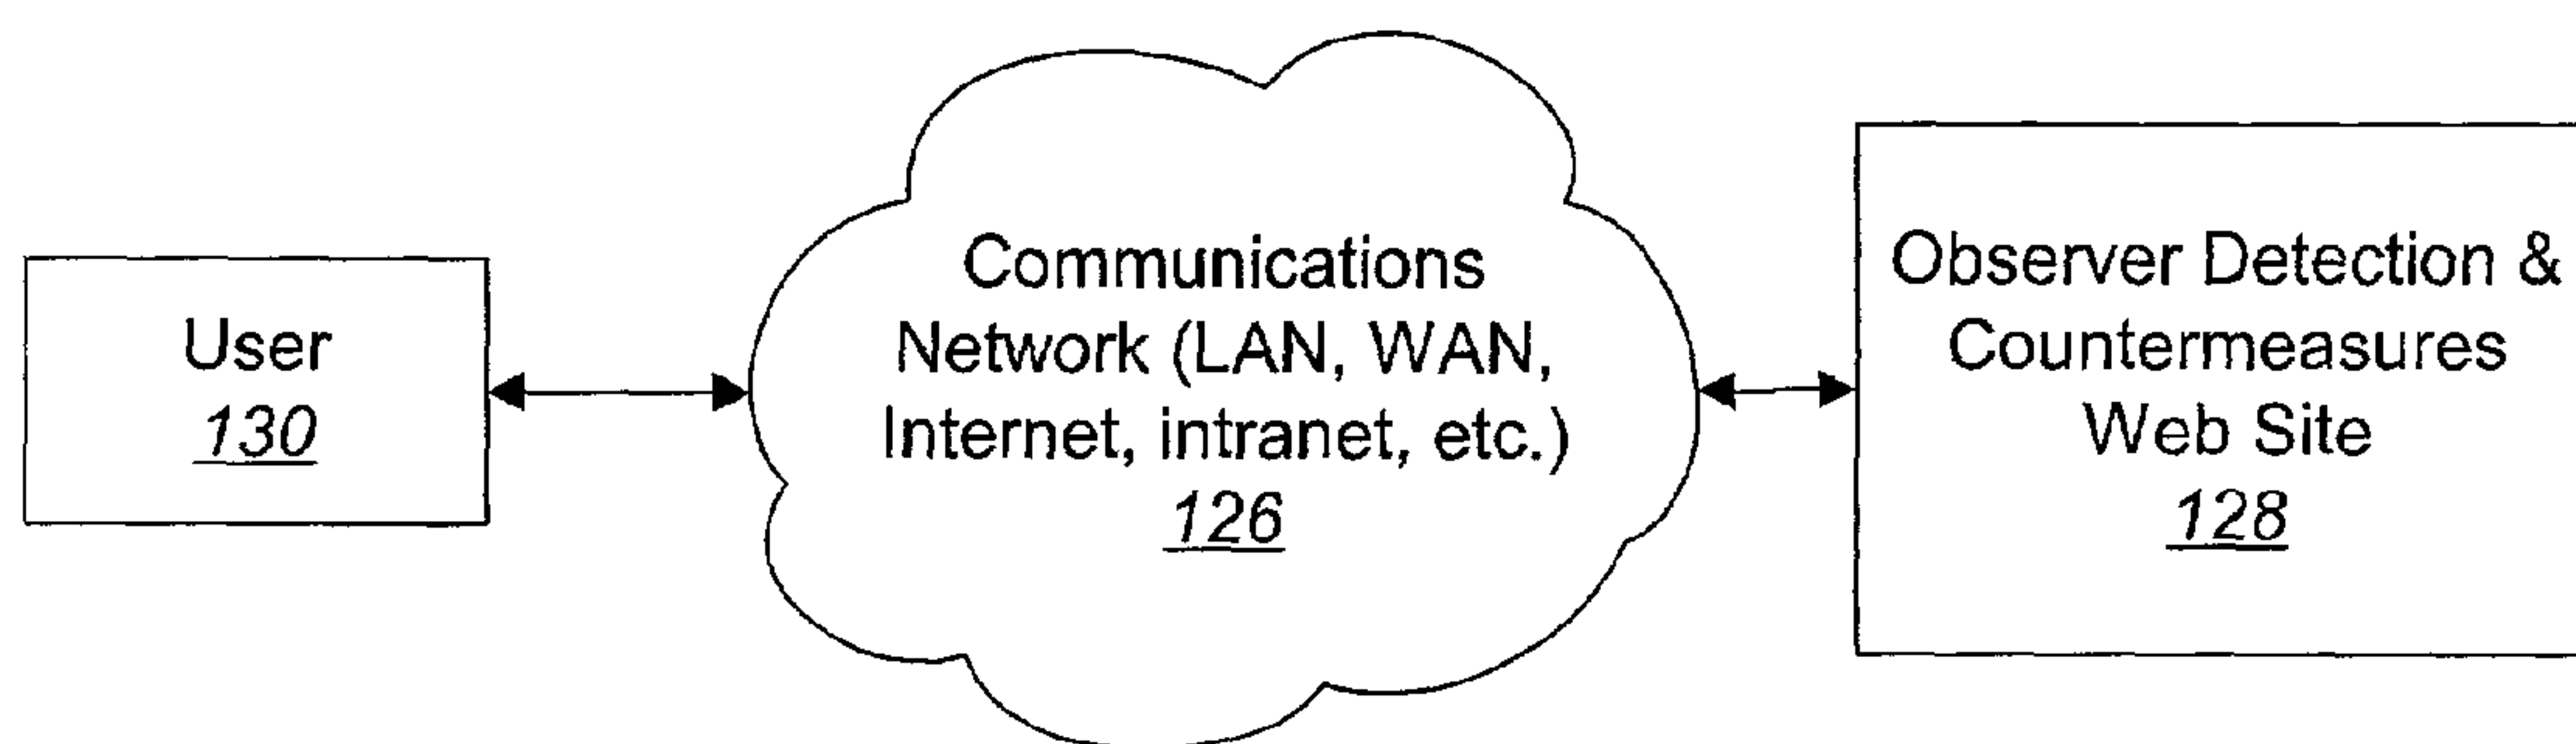 User
130
Communications
Network (LAN, WAN,
Internet, intranet, etc.)
126
Observer Detection &
Countermeasures
Web Site
128